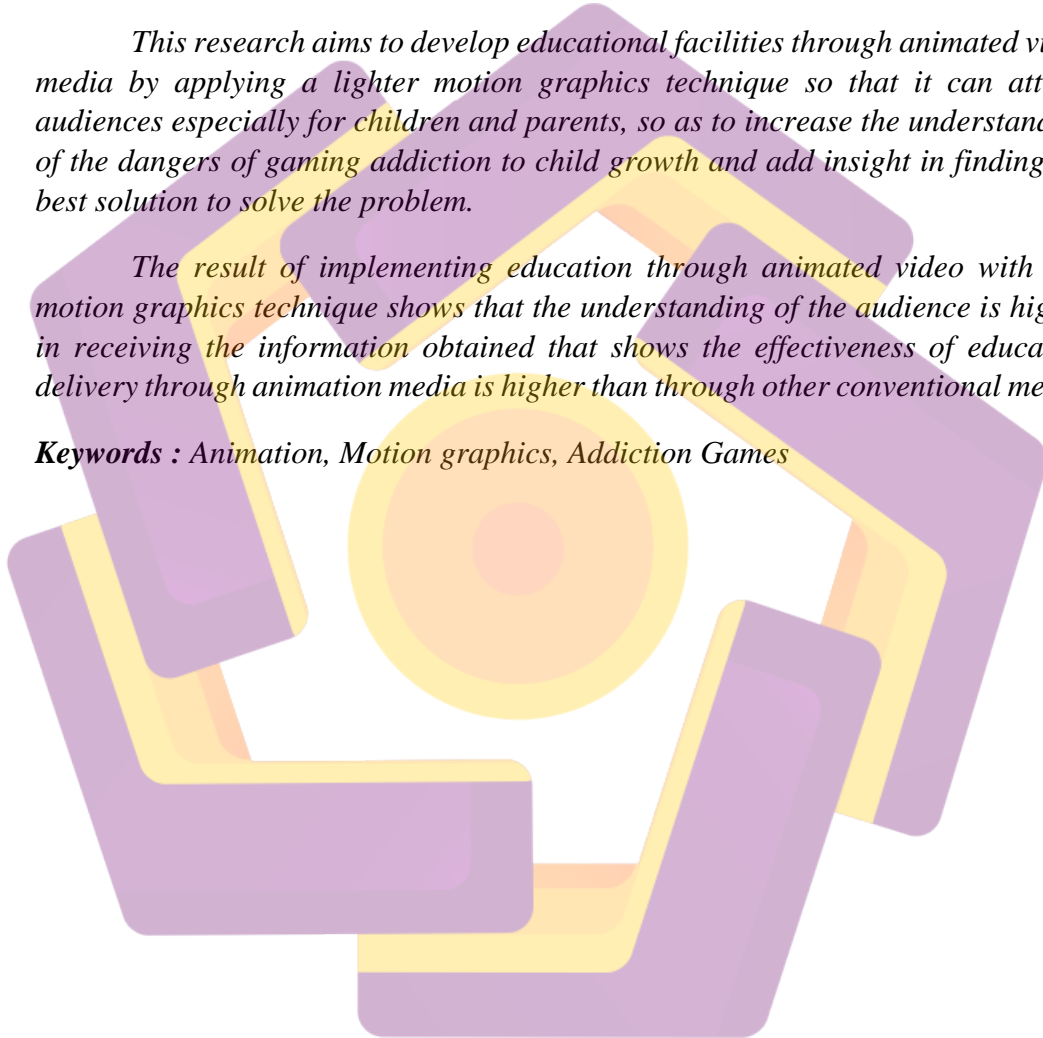 This research aims to develop educational facilities through animated vi
media by applying a lighter motion graphics technique so that it can att
audiences especially for children and parents, so as to increase the understan
of the dangers of gaming addiction to child growth and add insight in finding
best solution to solve the problem.
The result of implementing education through animated video with
motion graphics technique shows that the understanding of the audience is hig
in receiving the information obtained that shows the effectiveness of educa
delivery through animation media is higher than through other conventional me
Keywords : Animation, Motion graphics, Addiction Games